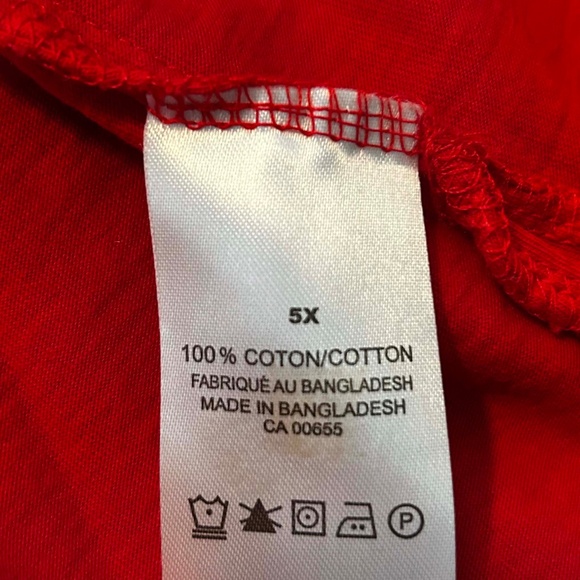 5X
100% COTON/COTTON
FABRIQUÉ AU BANGLADESH
MADE IN BANGLADESH
CA 00655
P